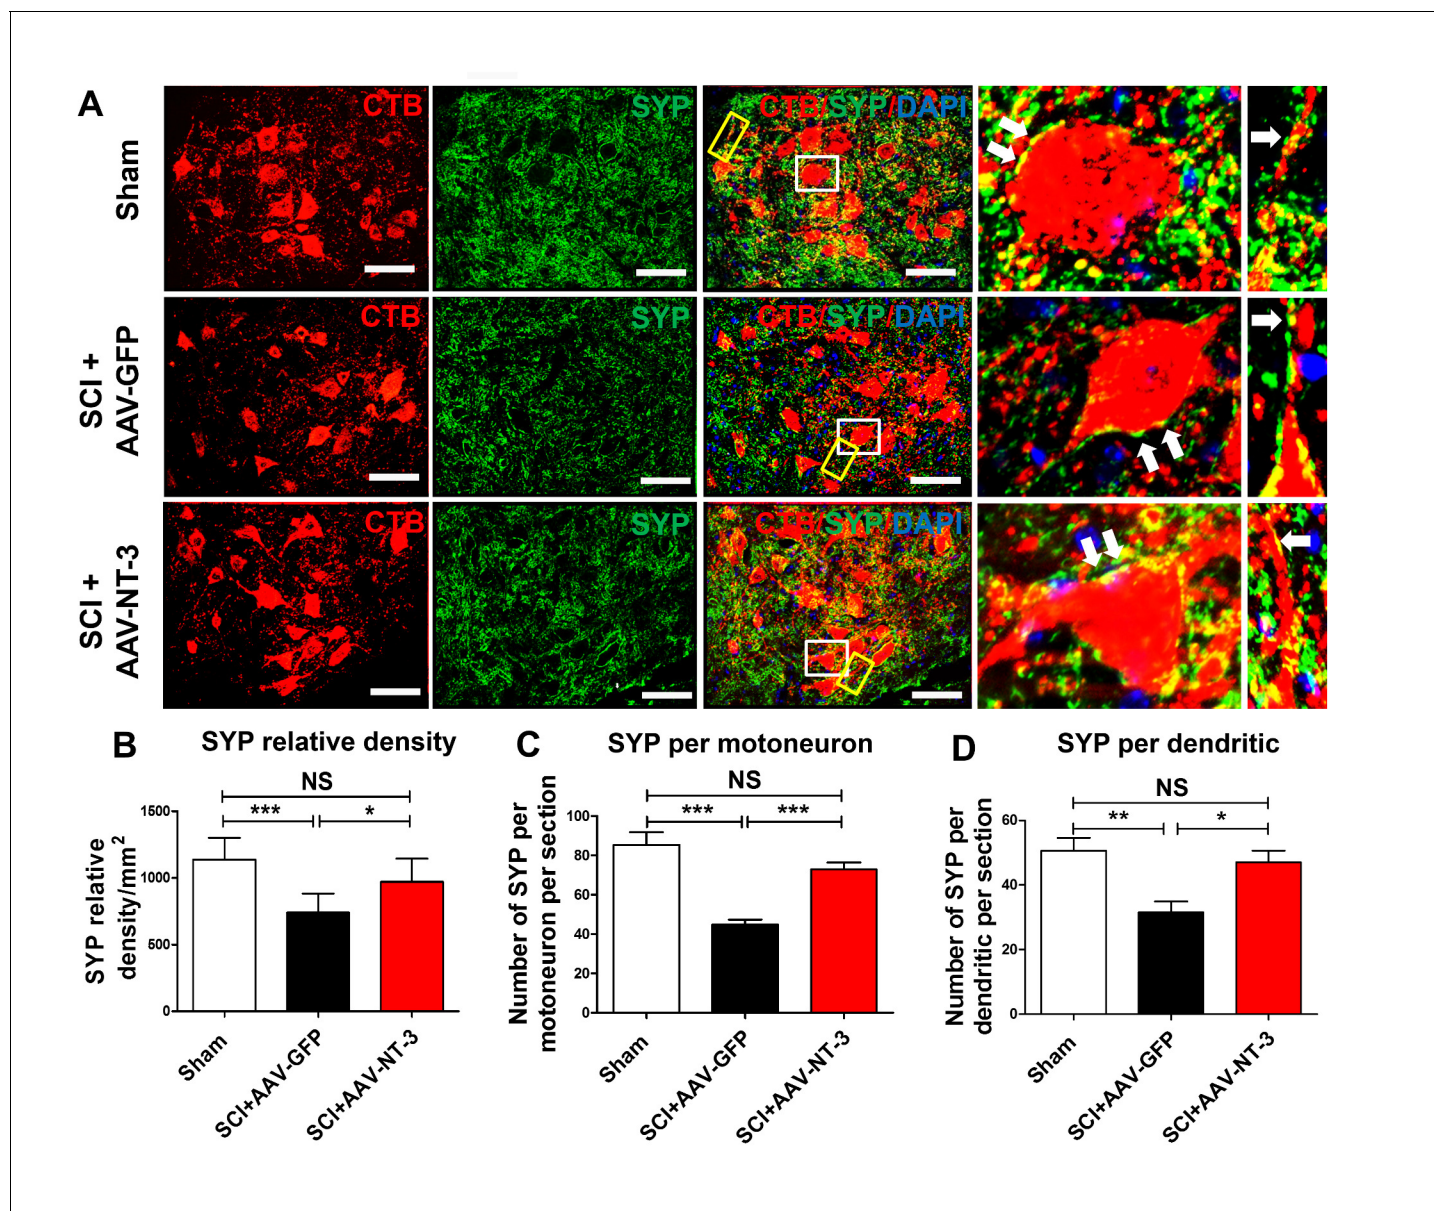 A
Sham
CTB
SYP
CTB/SYP/DAPI
SCI +
AAV-GFP
CTB
SYP
CTB/SYP/DAPI
SCI +
AAV-NT-3
CTB
SYP
CTB/SYP/DAPI
B
SYP relative density
NS
***
*
SYP relative
density/mm2
1500
1000
500
0
Sham
SCI+AAV-GFP
SCI+AAV-NT-3
C
SYP per motoneuron
NS
***
***
Number of SYP per
motoneuron per section
100
80
60
40
20
0
Sham
SCI+AAV-GFP
SCI+AAV-NT-3
D
SYP per dendritic
NS
**
*
Number of SYP per
dendritic per section
60
40
20
0
Sham
SCI+AAV-GFP
SCI+AAV-NT-3